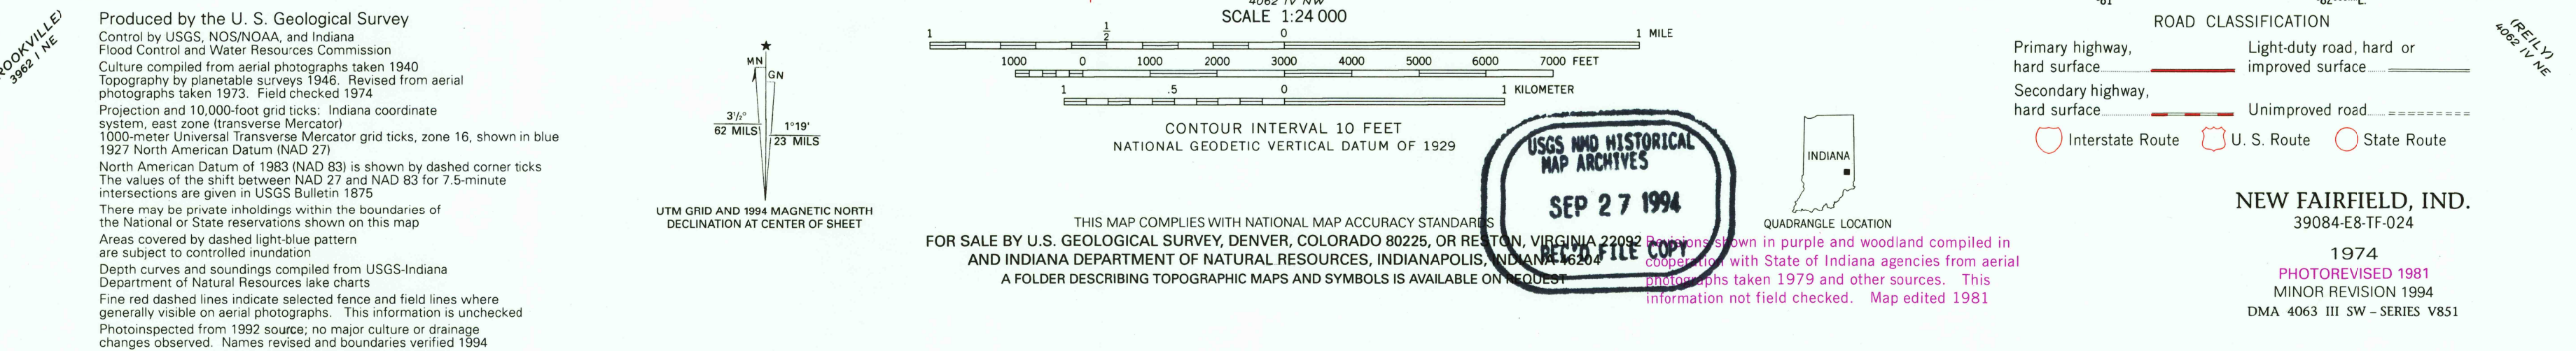 Produced by the U. S. Geological Survey
Control by USGS, NOS/NOAA, and Indiana
Flood Control and Water Resources Commission
Culture compiled from aerial photographs taken 1940
Topography by planetable surveys 1946. Revised from aerial
photographs taken 1973. Field checked 1974
Projection and 10,000-foot grid ticks: Indiana coordinate
system, east zone (transverse Mercator)
1000-meter Universal Transverse Mercator grid ticks, zone 16, shown in blue
1927 North American Datum (NAD 27)
North American Datum of 1983 (NAD 83) is shown by dashed corner ticks
The values of the shift between NAD 27 and NAD 83 for 7.5-minute
intersections are given in USGS Bulletin 1875
There may be private inholdings within the boundaries of
the National or State reservations shown on this map
Areas covered by dashed light-blue pattern
are subject to controlled inundation
Depth curves and soundings compiled from USGS-Indiana
Department of Natural Resources lake charts
Fine red dashed lines indicate selected fence and field lines where
generally visible on aerial photographs. This information is unchecked
Photoinspected from 1992 source; no major culture or drainage
changes observed. Names revised and boundaries verified 1994
3962 I NE
MN
GN
3½°
62 MILS
1°19'
23 MILS
UTM GRID AND 1994 MAGNETIC NORTH
DECLINATION AT CENTER OF SHEET
4062 IV NW
SCALE 1:24 000
1 ½ 0 1 MILE
1000 0 1000 2000 3000 4000 5000 6000 7000 FEET
1 .5 0 1 KILOMETER
CONTOUR INTERVAL 10 FEET
NATIONAL GEODETIC VERTICAL DATUM OF 1929
THIS MAP COMPLIES WITH NATIONAL MAP ACCURACY STANDARDS
FOR SALE BY U.S. GEOLOGICAL SURVEY, DENVER, COLORADO 80225, OR RESTON, VIRGINIA 22092
AND INDIANA DEPARTMENT OF NATURAL RESOURCES, INDIANAPOLIS, INDIANA 46204
A FOLDER DESCRIBING TOPOGRAPHIC MAPS AND SYMBOLS IS AVAILABLE ON REQUEST
USGS NMD HISTORICAL
MAP ARCHIVES
SEP 27 1994
REC'D FILE COPY
INDIANA
QUADRANGLE LOCATION
Revisions shown in purple and woodland compiled in
cooperation with State of Indiana agencies from aerial
photographs taken 1979 and other sources. This
information not field checked. Map edited 1981
ROAD CLASSIFICATION
Primary highway,
hard surface
Light-duty road, hard or
improved surface
Secondary highway,
hard surface
Unimproved road
Interstate Route
U. S. Route
State Route
(REILY)
4062 IV NE
NEW FAIRFIELD, IND.
39084-E8-TF-024
1974
PHOTOREVISED 1981
MINOR REVISION 1994
DMA 4063 III SW – SERIES V851